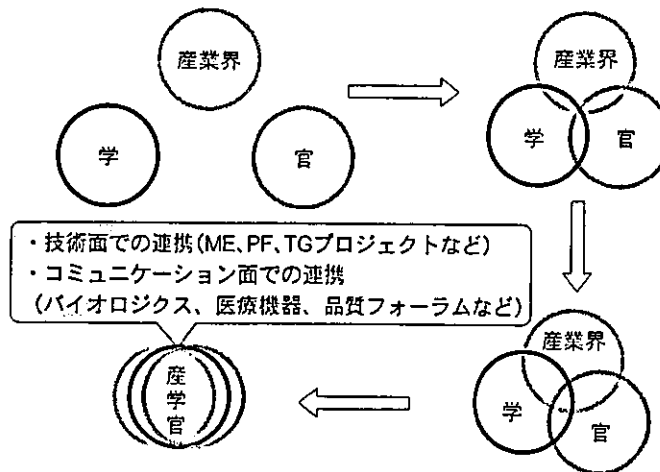 産業界
学
官
産業界
学
官
・技術面での連携(ME、PF、TGプロジェクトなど)
・コミュニケーション面での連携
(バイオロジクス、医療機器、品質フォーラムなど)
産業界
学
官
産
学
官